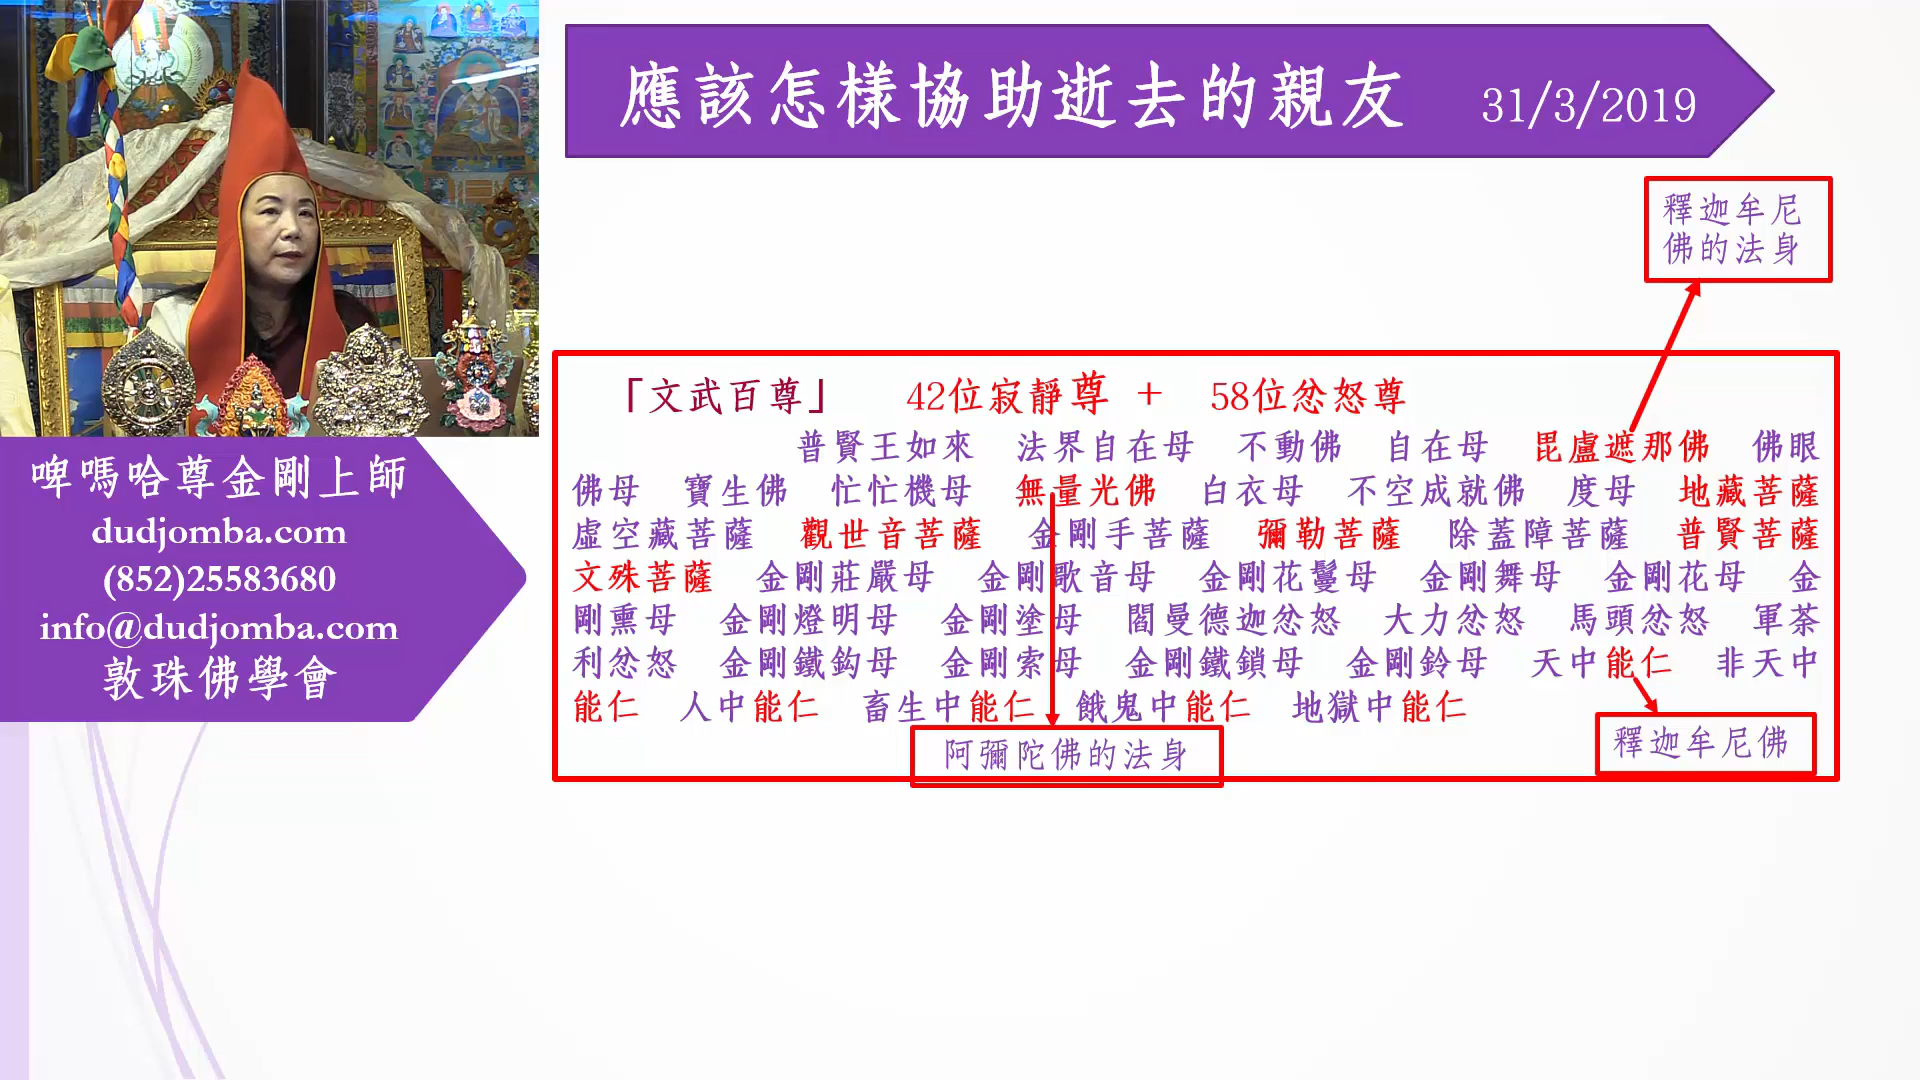 應該怎樣協助逝去的親友 31/3/2019
釋迦牟尼
佛的法身
「文武百尊」 42位寂靜尊 + 58位忿怒尊
普賢王如來 法界自在母 不動佛 自在母 毘盧遮那佛 佛眼
佛母 寶生佛 忙忙機母 無量光佛 白衣母 不空成就佛 度母 地藏菩薩
虛空藏菩薩 觀世音菩薩 金剛手菩薩 彌勒菩薩 除蓋障菩薩 普賢菩薩
文殊菩薩 金剛莊嚴母 金剛歌音母 金剛花鬘母 金剛舞母 金剛花母 金
剛熏母 金剛燈明母 金剛塗母 閻曼德迦忿怒 大力忿怒 馬頭忿怒 軍荼
利忿怒 金剛鐵鈎母 金剛索母 金剛鐵鎖母 金剛鈴母 天中能仁 非天中
能仁 人中能仁 畜生中能仁 餓鬼中能仁 地獄中能仁
阿彌陀佛的法身
釋迦牟尼佛
啤嗎哈尊金剛上師
dudjomba.com
(852)25583680
info@dudjomba.com
敦珠佛學會